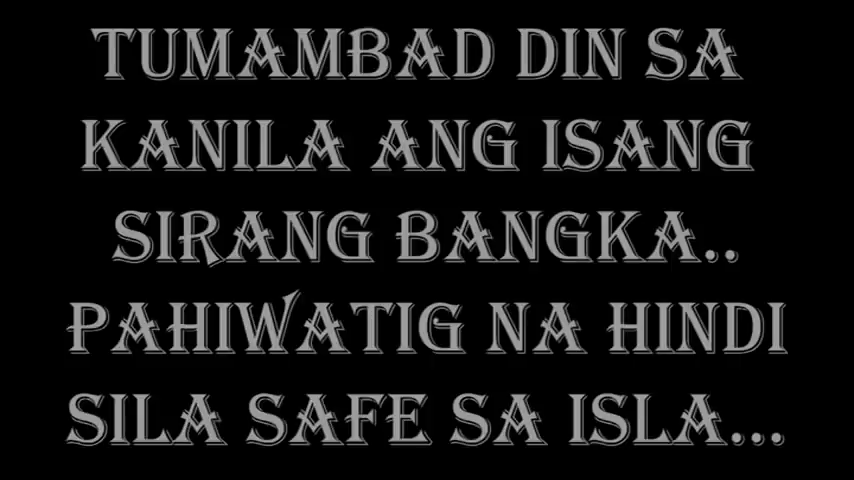 TUMAMBAD DIN SA
KANILA ANG ISANG
SIRANG BANGKA..
PAHIWATIG NA HINDI
SILA SAFE SA ISLA...